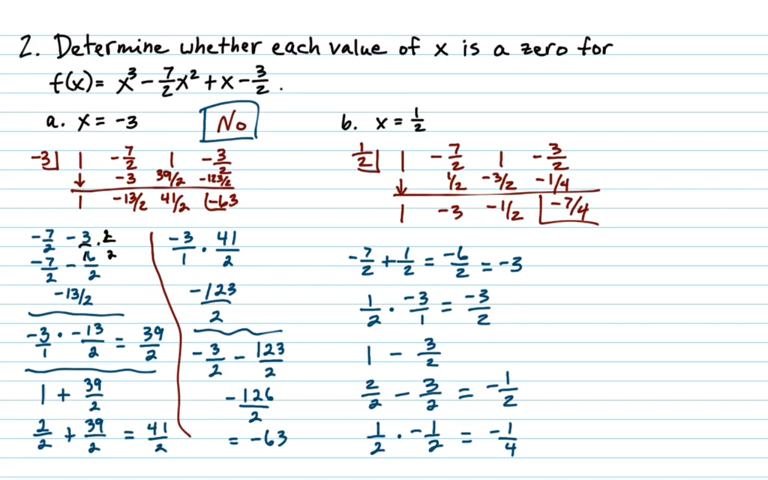 2. Determine whether each value of x is a zero for
f(x) = x³ - 7/2 x² + x - 3/2 .
a. x = -3
No
-3 | 1 -7/2 1 -3/2
↓ -3 39/2 -123/2
1 -13/2 41/2 -63
-7/2 - 3 · 2/2
-7/2 - 6/2
-13/2
-3/1 · -13/2 = 39/2
1 + 39/2
2/2 + 39/2 = 41/2
-3/1 · 41/2
-123/2
-3/2 - 123/2
-126/2
= -63
b. x = 1/2
1/2 | 1 -7/2 1 -3/2
↓ 1/2 -3/2 -1/4
1 -3 -1/2 -7/4
-7/2 + 1/2 = -6/2 = -3
1/2 · -3/1 = -3/2
1 - 3/2
2/2 - 3/2 = -1/2
1/2 · -1/2 = -1/4